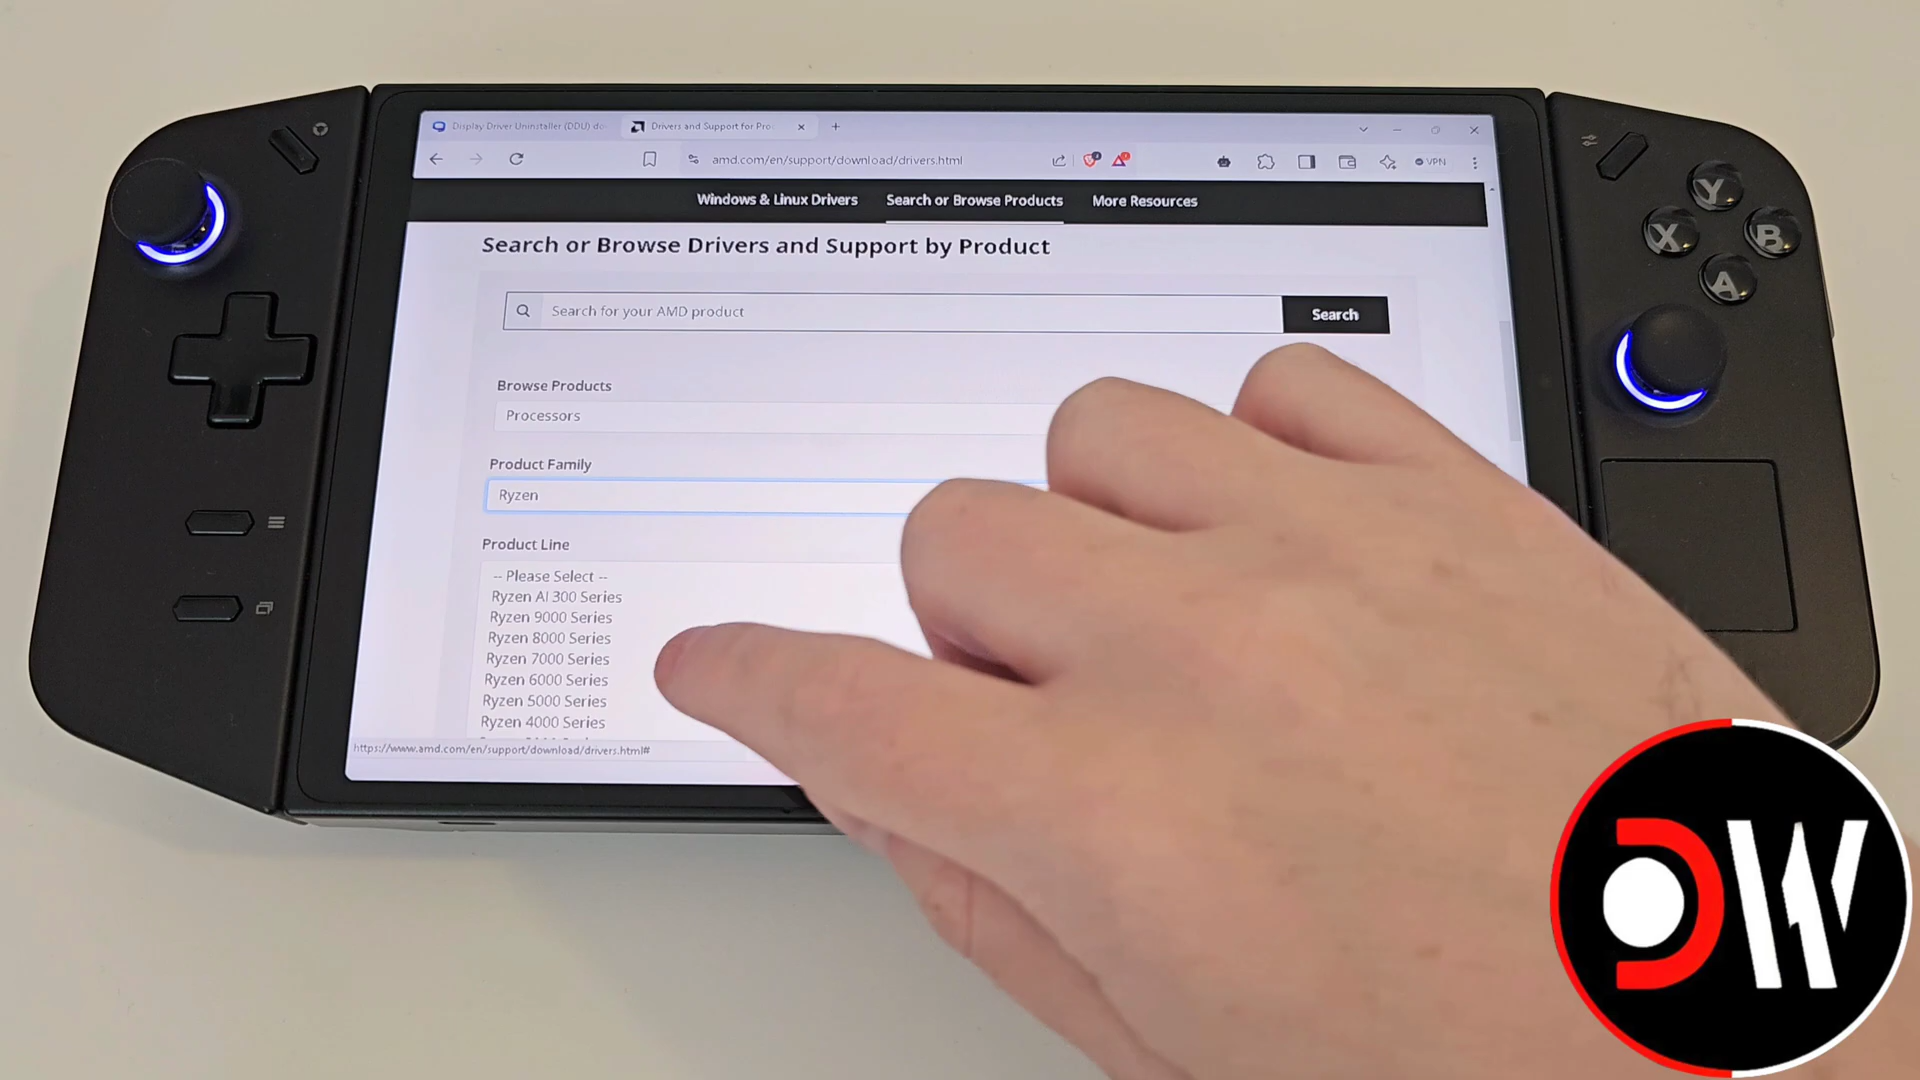 Display Driver Uninstaller (DDU) do
Drivers and Support for Pro
amd.com/en/support/download/drivers.html
VPN
Windows & Linux Drivers
Search or Browse Products
More Resources
Search or Browse Drivers and Support by Product
Search for your AMD product
Search
Browse Products
Processors
Product Family
Ryzen
Product Line
-- Please Select --
Ryzen AI 300 Series
Ryzen 9000 Series
Ryzen 8000 Series
Ryzen 7000 Series
Ryzen 6000 Series
Ryzen 5000 Series
Ryzen 4000 Series
https://www.amd.com/en/support/download/drivers.html#
Y
X
B
A
DW